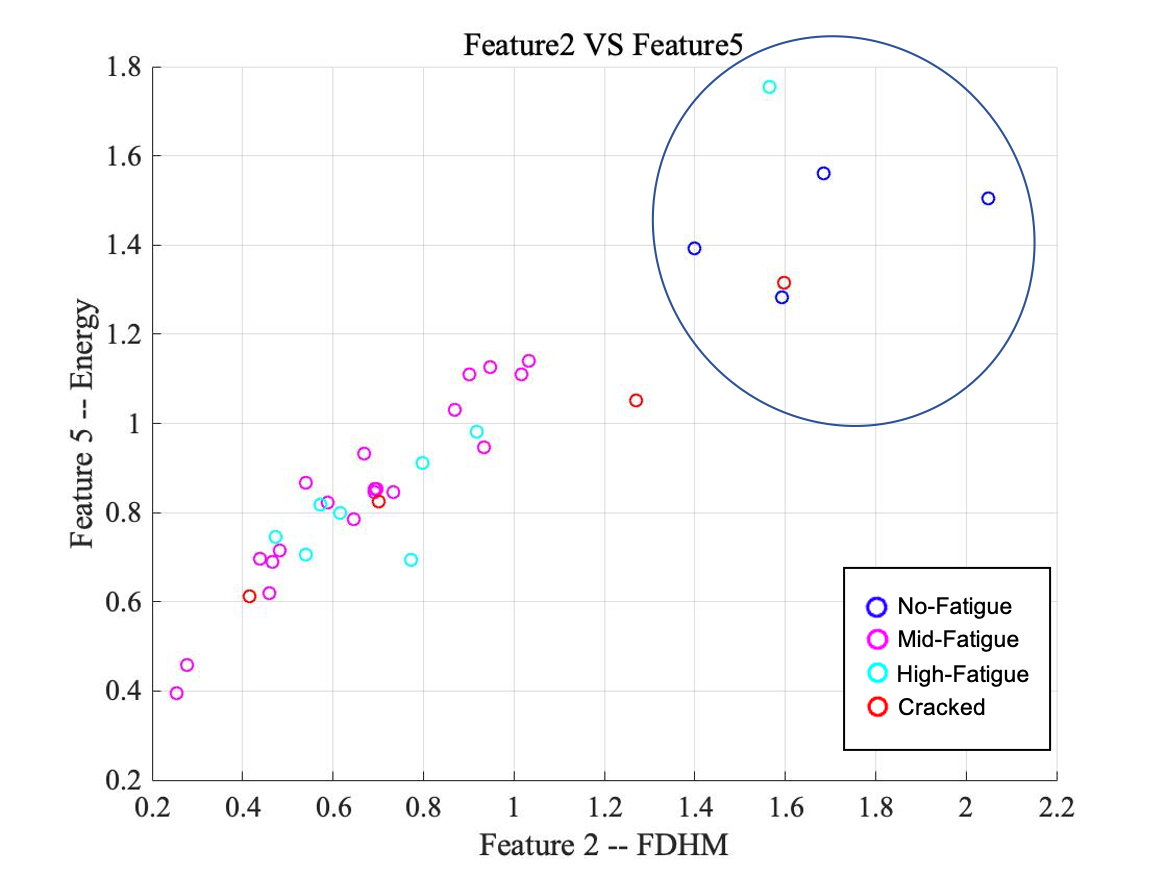 Feature2 VS Feature5
1.8
1.6
1.4
1.2
1
0.8
0.6
0.4
0.2
Feature 5 -- Energy
No-Fatigue
Mid-Fatigue
High-Fatigue
Cracked
0.2 0.4 0.6 0.8 1 1.2 1.4 1.6 1.8 2 2.2
Feature 2 -- FDHM